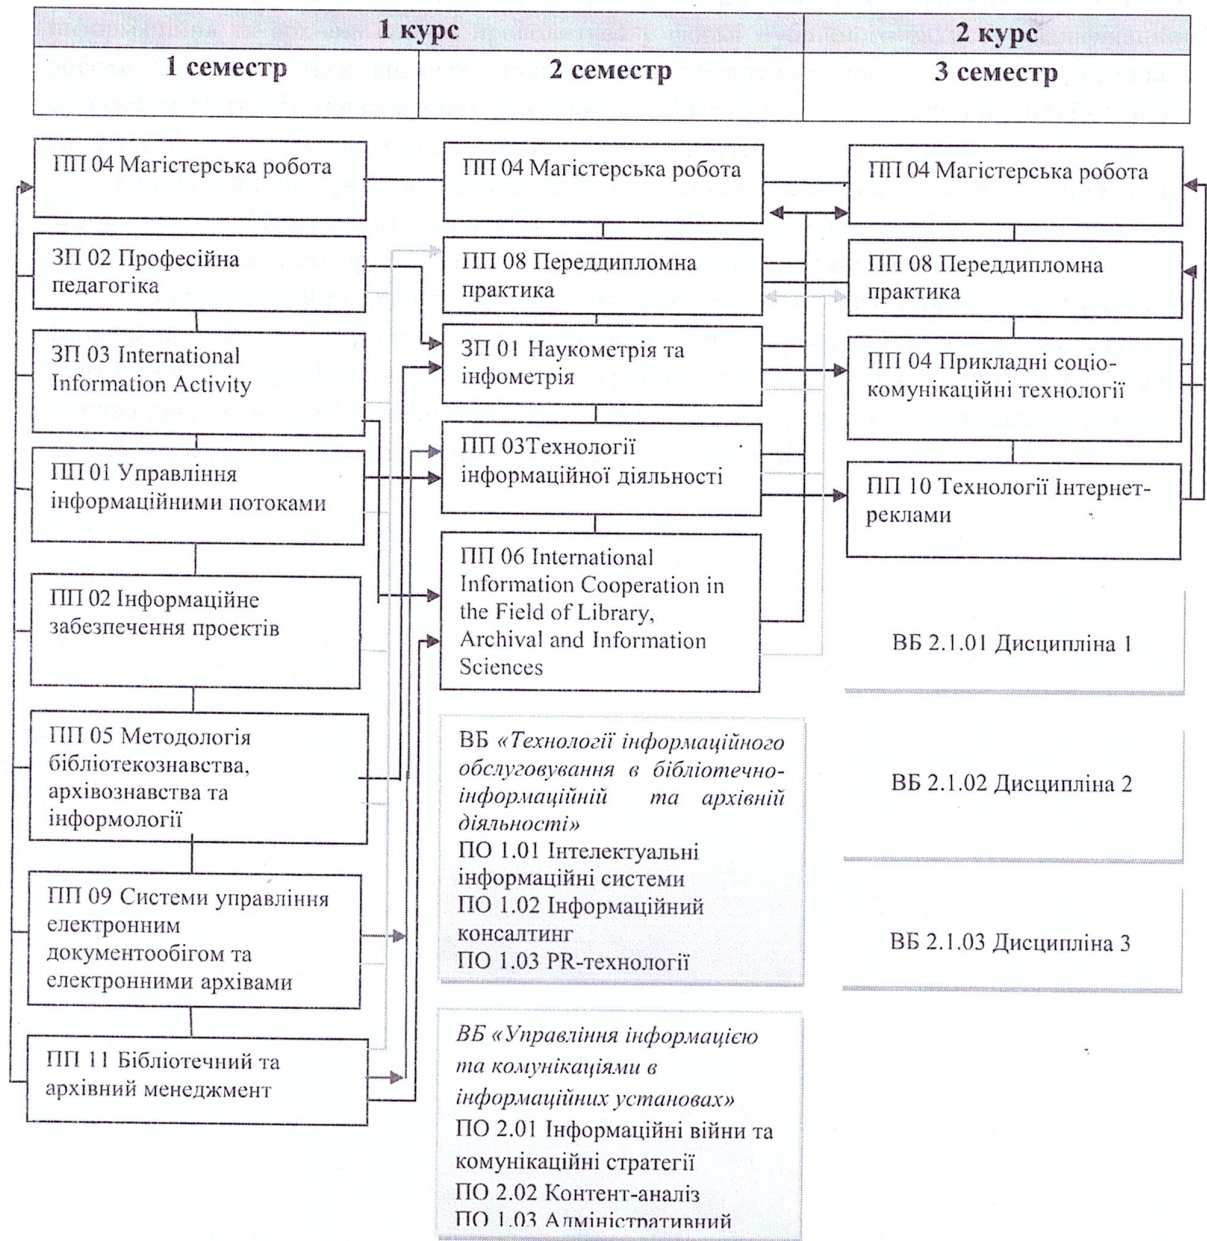 1 курс
2 курс
1 семестр
2 семестр
3 семестр
ПП 04 Магістерська робота
ЗП 02 Професійна
педагогіка
ЗП 03 International
Information Activity
ПП 01 Управління
інформаційними потоками
ПП 02 Інформаційне
забезпечення проектів
ПП 05 Методологія
бібліотекознавства,
архівознавства та
інформології
ПП 09 Системи управління
електронним
документообігом та
електронними архівами
ПП 11 Бібліотечний та
архівний менеджмент
ПП 04 Магістерська робота
ПП 08 Переддипломна
практика
ЗП 01 Наукометрія та
інфометрія
ПП 03Технології
інформаційної діяльності
ПП 06 International
Information Cooperation in
the Field of Library,
Archival and Information
Sciences
ВБ «Технології інформаційного
обслуговування в бібліотечно-
інформаційній та архівній
діяльності»
ПО 1.01 Інтелектуальні
інформаційні системи
ПО 1.02 Інформаційний
консалтинг
ПО 1.03 PR-технології
ВБ «Управління інформацією
та комунікаціями в
інформаційних установах»
ПО 2.01 Інформаційні війни та
комунікаційні стратегії
ПО 2.02 Контент-аналіз
ПО 1.03 Адміністративний
ПП 04 Магістерська робота
ПП 08 Переддипломна
практика
ПП 04 Прикладні соціо-
комунікаційні технології
ПП 10 Технології Інтернет-
реклами
ВБ 2.1.01 Дисципліна 1
ВБ 2.1.02 Дисципліна 2
ВБ 2.1.03 Дисципліна 3